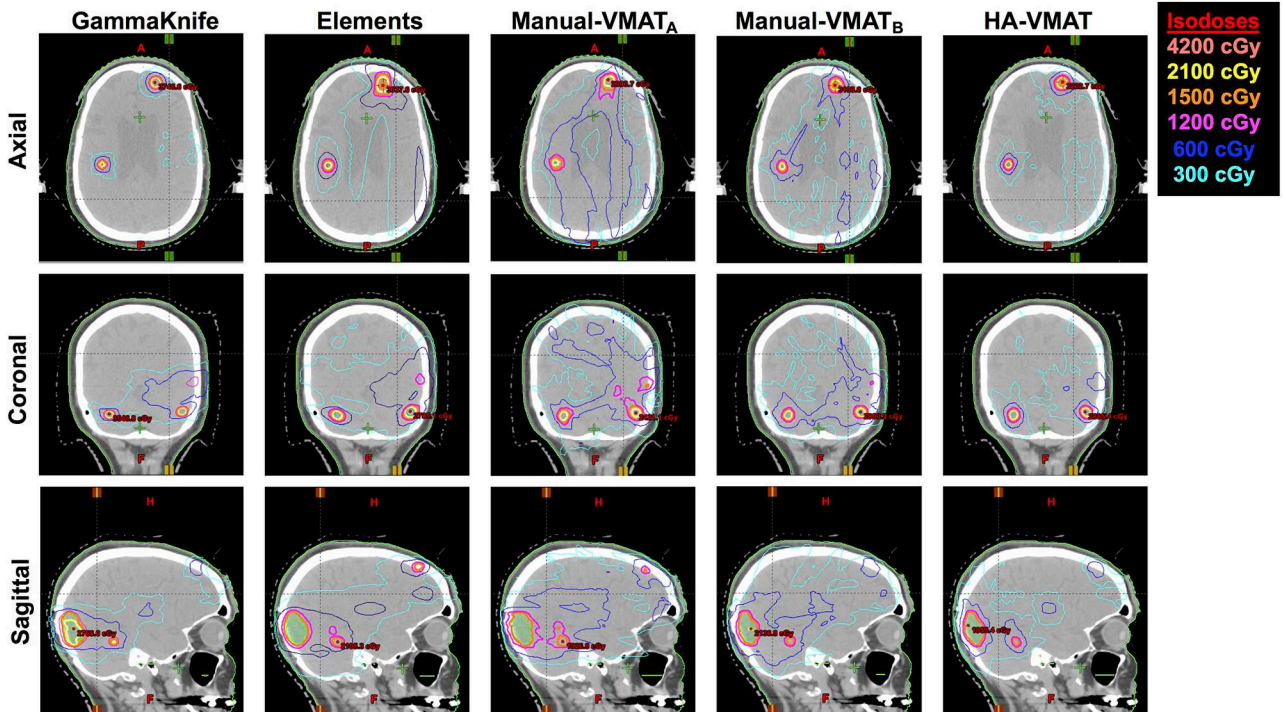 GammaKnife Elements Manual-VMATA Manual-VMATB HA-VMAT
Isodoses
4200 cGy
2100 cGy
1500 cGy
1200 cGy
600 cGy
300 cGy
Axial
A A A A A
P P P P P
Coronal
F F F F F
Sagittal
H H H H H
F F F F F